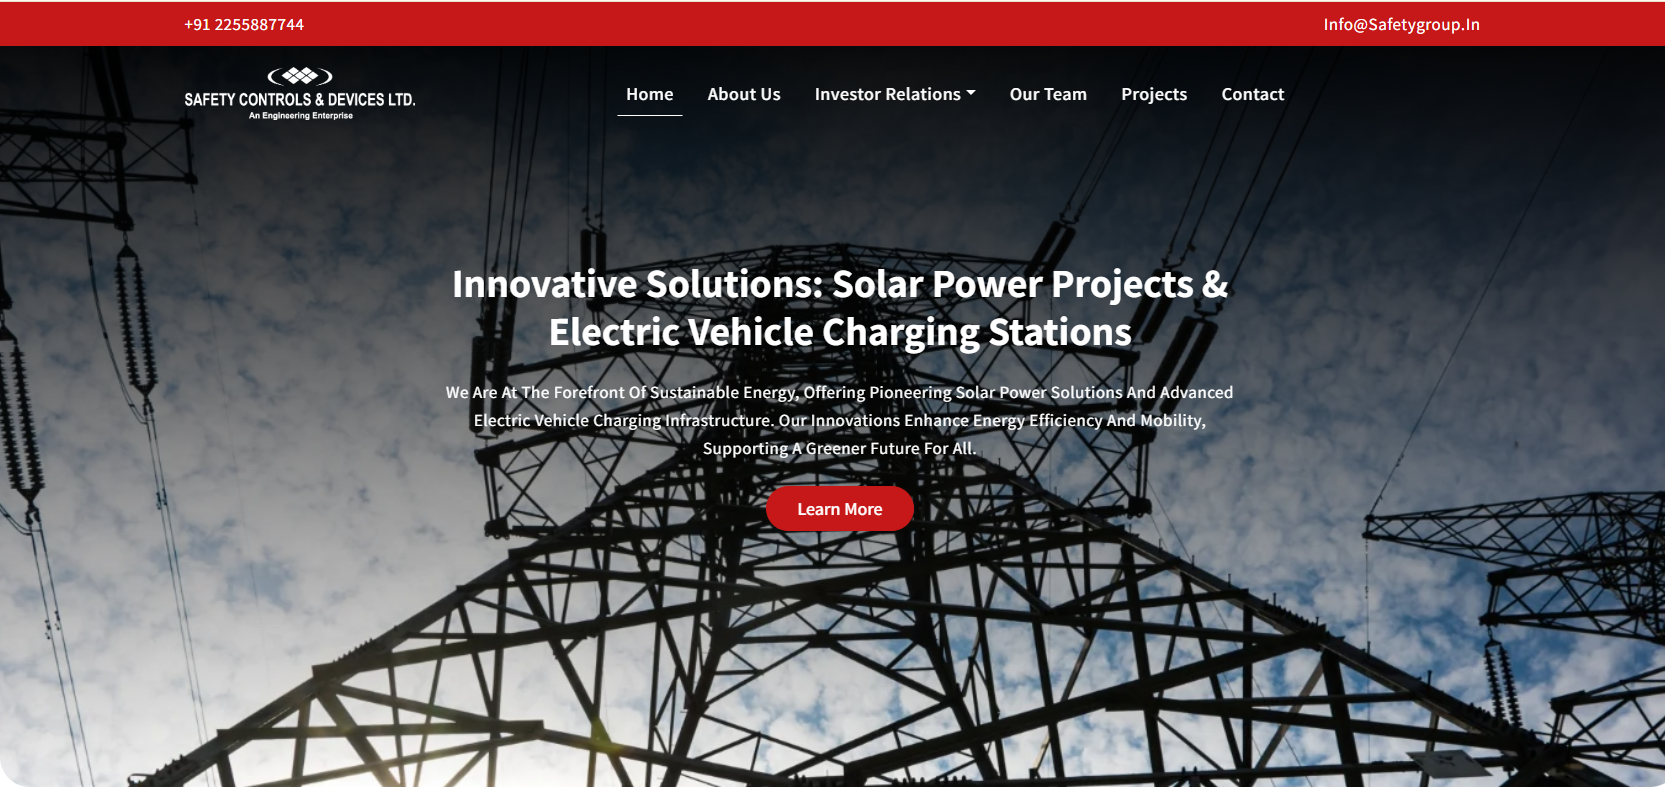 +91 2255887744
Info@Safetygroup.In
SAFETY CONTROLS & DEVICES LTD.
An Engineering Enterprise
Home
About Us
Investor Relations
Our Team
Projects
Contact
Innovative Solutions: Solar Power Projects &
Electric Vehicle Charging Stations
We Are At The Forefront Of Sustainable Energy, Offering Pioneering Solar Power Solutions And Advanced
Electric Vehicle Charging Infrastructure. Our Innovations Enhance Energy Efficiency And Mobility,
Supporting A Greener Future For All.
Learn More